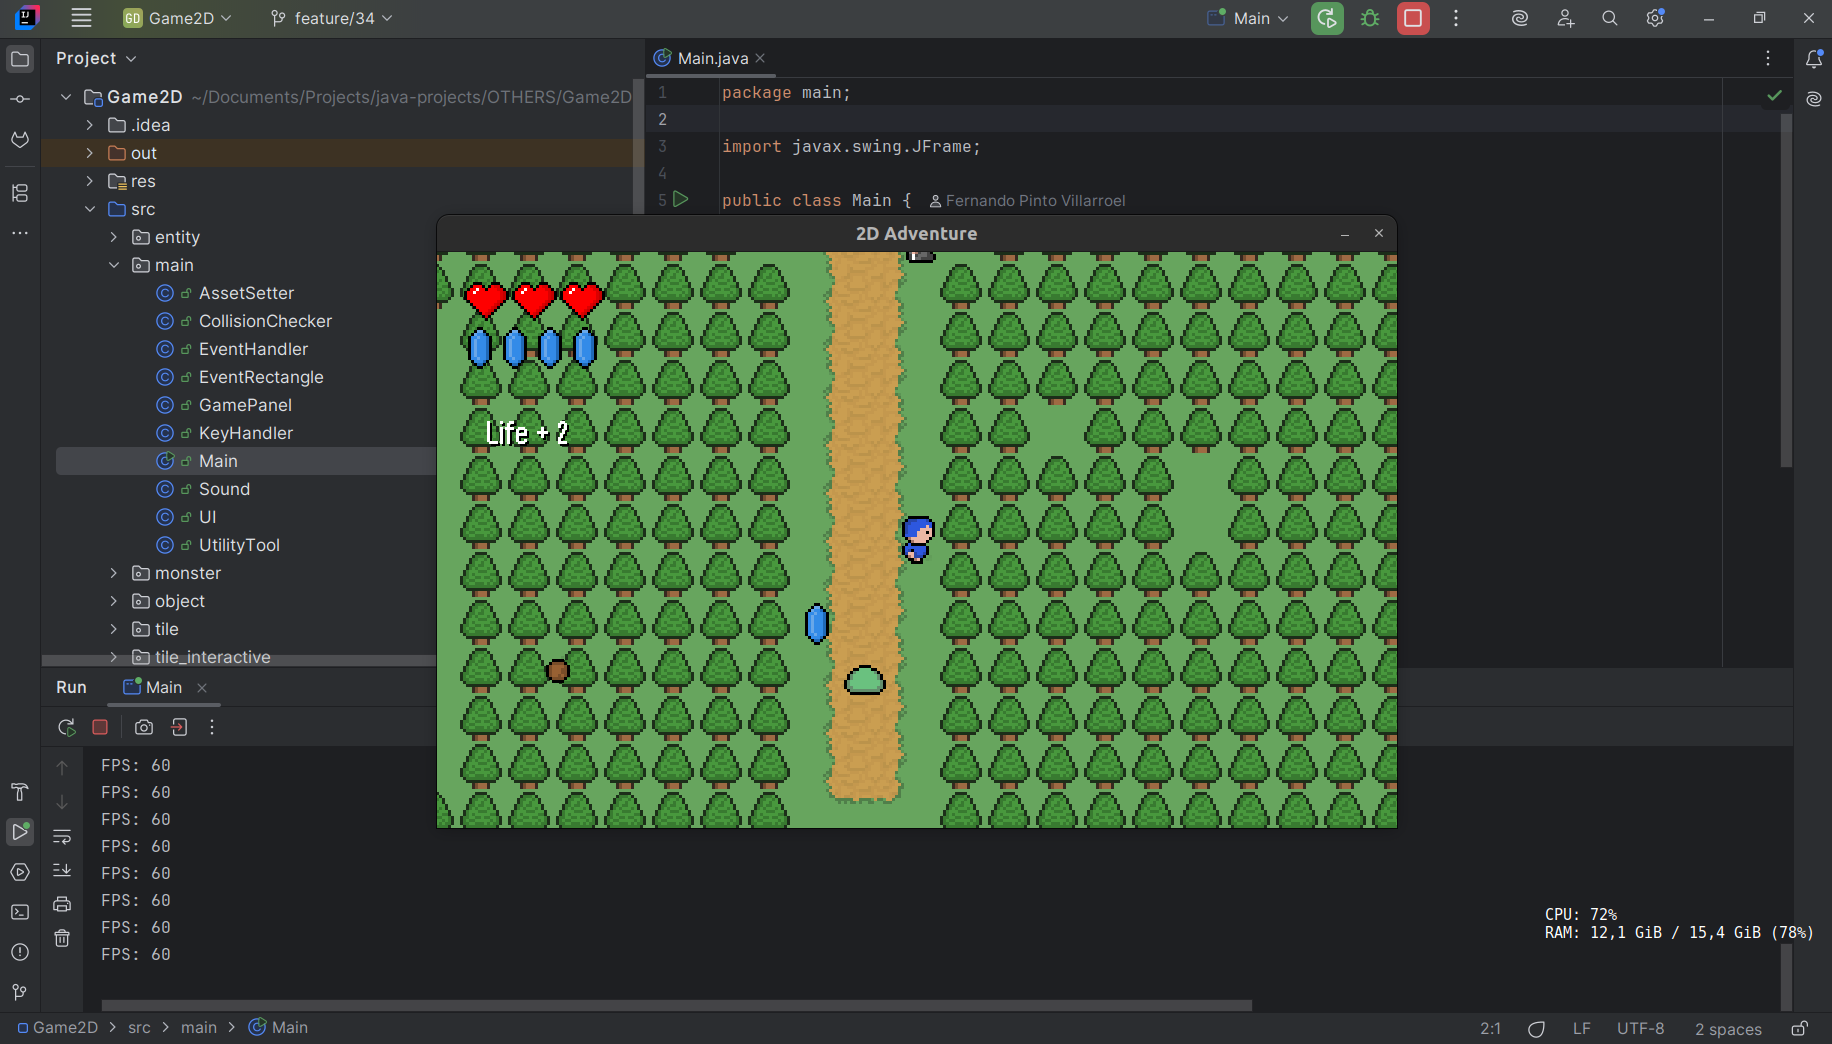 GD Game2D feature/34 Main
Project
Main.java
Game2D ~/Documents/Projects/java-projects/OTHERS/Game2D
.idea
out
res
src
entity
main
AssetSetter
CollisionChecker
EventHandler
EventRectangle
GamePanel
KeyHandler
Main
Sound
UI
UtilityTool
monster
object
tile
tile_interactive
1 package main;
2
3 import javax.swing.JFrame;
4
5 public class Main { Fernando Pinto Villarroel
2D Adventure
Life + 2
Run Main
FPS: 60
FPS: 60
FPS: 60
FPS: 60
FPS: 60
FPS: 60
FPS: 60
FPS: 60
CPU: 72%
RAM: 12,1 GiB / 15,4 GiB (78%)
Game2D > src > main > Main
2:1 LF UTF-8 2 spaces